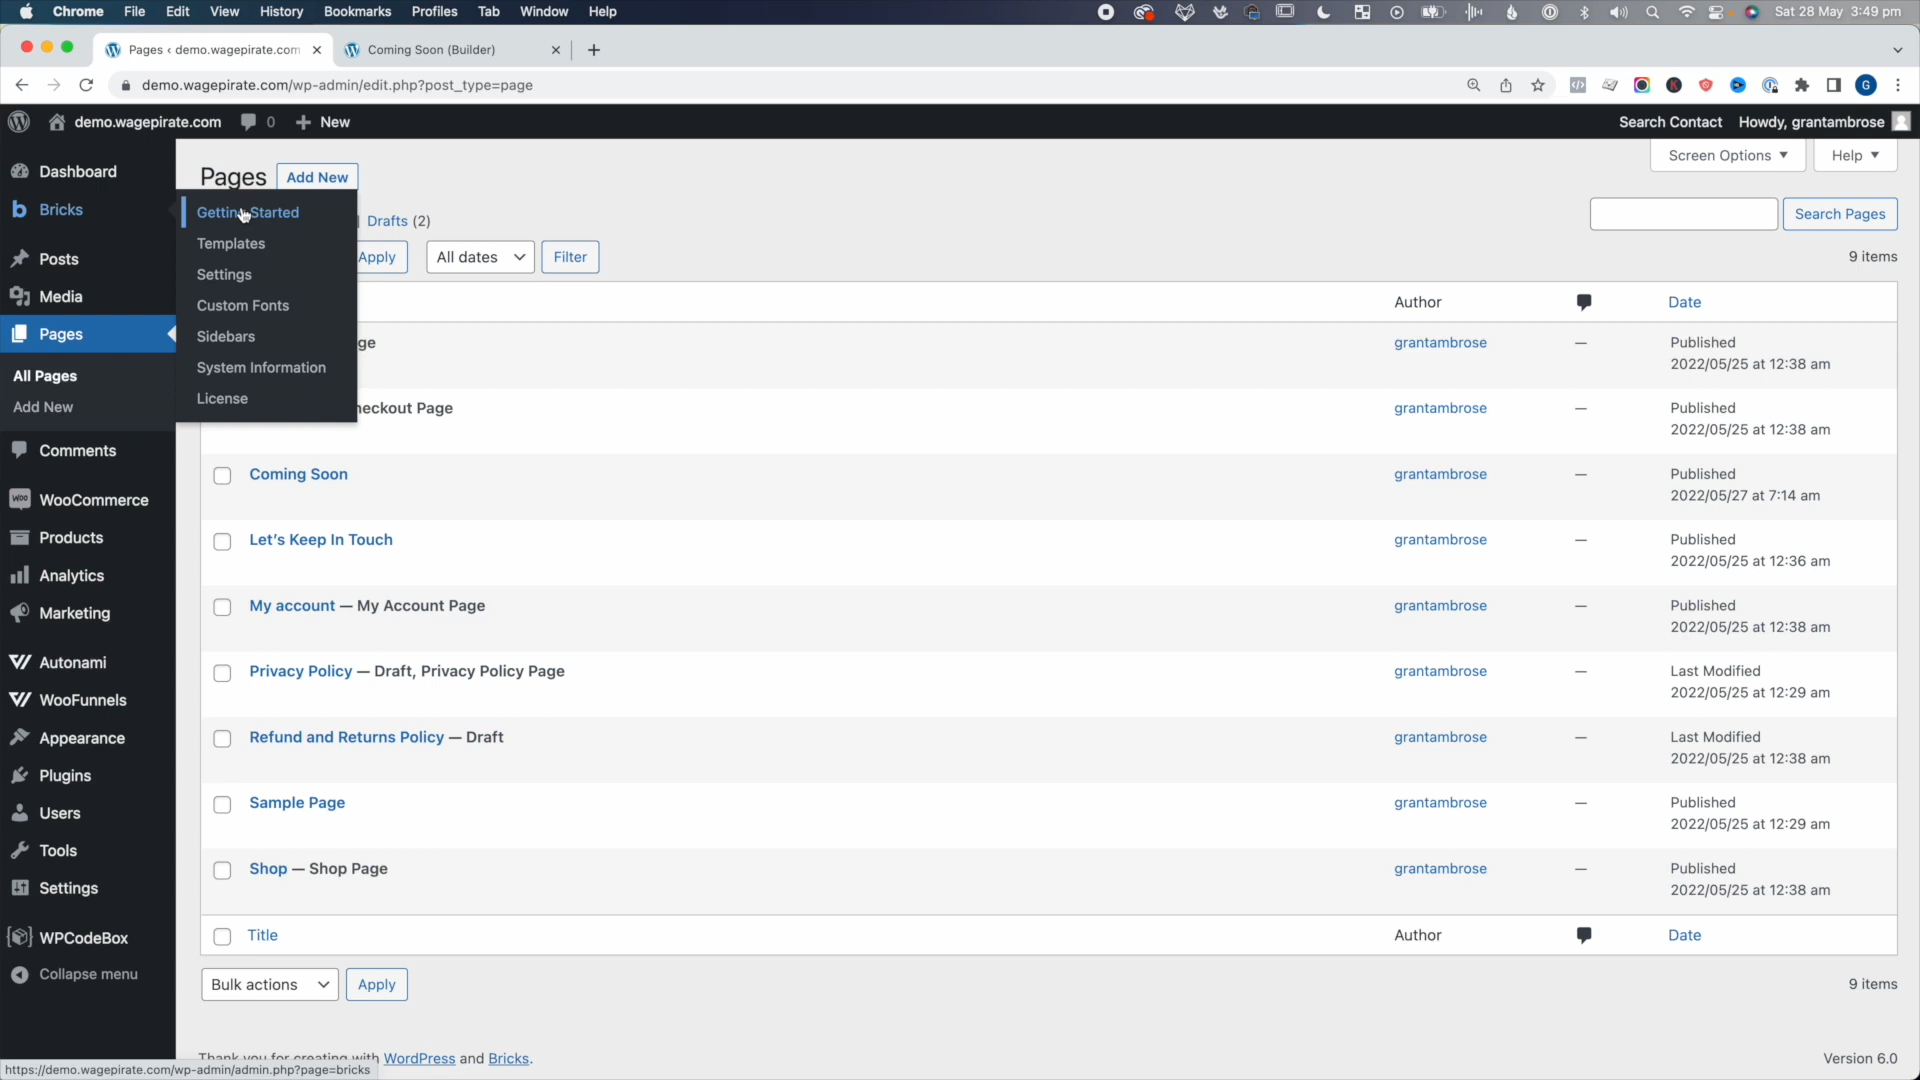 Chrome File Edit View History Bookmarks Profiles Tab Window Help Sat 28 May 3:49 pm
Pages ‹ demo.wagepirate.com Coming Soon (Builder)
demo.wagepirate.com/wp-admin/edit.php?post_type=page G
demo.wagepirate.com 0 New Search Contact Howdy, grantambrose
Screen Options Help
Dashboard
Bricks
Posts
Media
Pages
All Pages
Add New
Comments
WooCommerce
Products
Analytics
Marketing
Autonami
WooFunnels
Appearance
Plugins
Users
Tools
Settings
WPCodeBox
Collapse menu
Getting Started
Templates
Settings
Custom Fonts
Sidebars
System Information
License
Pages Add New
| Drafts (2) Search Pages
Apply All dates Filter 9 items
Author Date
ge grantambrose — Published
2022/05/25 at 12:38 am
heckout Page grantambrose — Published
2022/05/25 at 12:38 am
Coming Soon grantambrose — Published
2022/05/27 at 7:14 am
Let's Keep In Touch grantambrose — Published
2022/05/25 at 12:36 am
My account — My Account Page grantambrose — Published
2022/05/25 at 12:38 am
Privacy Policy — Draft, Privacy Policy Page grantambrose — Last Modified
2022/05/25 at 12:29 am
Refund and Returns Policy — Draft grantambrose — Last Modified
2022/05/25 at 12:38 am
Sample Page grantambrose — Published
2022/05/25 at 12:29 am
Shop — Shop Page grantambrose — Published
2022/05/25 at 12:38 am
Title Author Date
Bulk actions Apply 9 items
Thank you for creating with WordPress and Bricks. Version 6.0
https://demo.wagepirate.com/wp-admin/admin.php?page=bricks